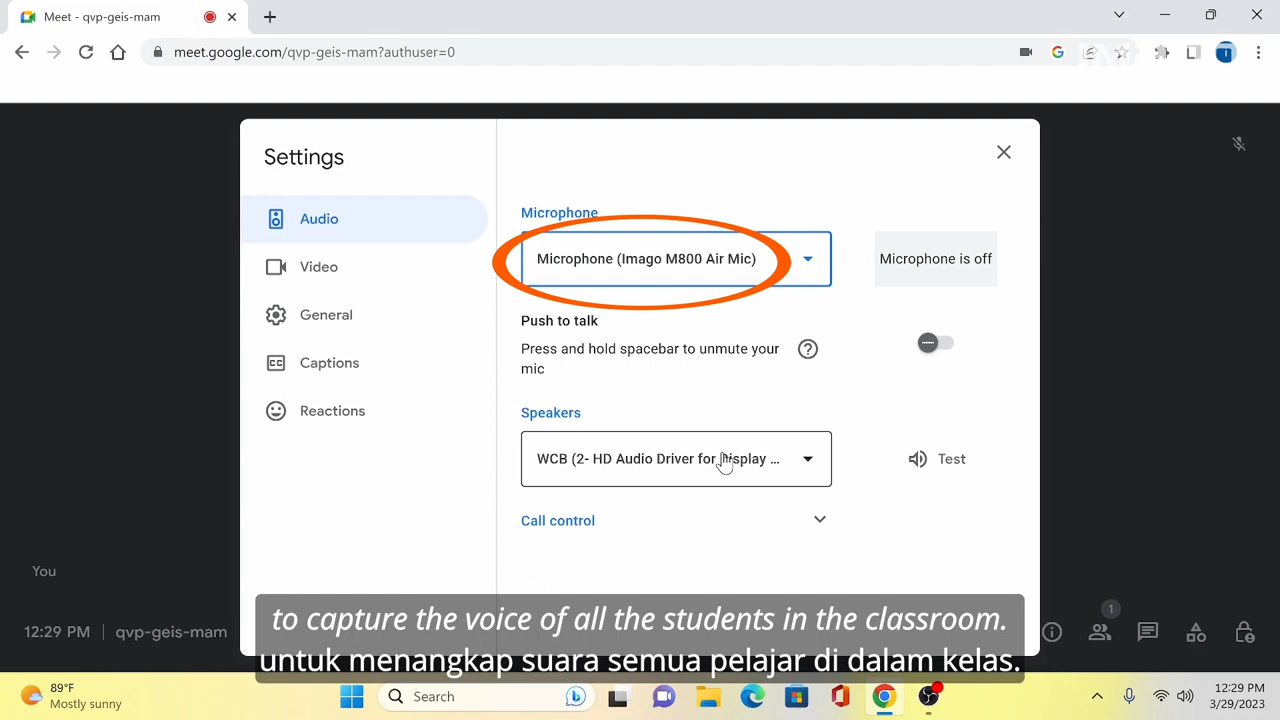 Meet - qvp-geis-mam
meet.google.com/qvp-geis-mam?authuser=0
Settings
Audio
Video
General
Captions
Reactions
Microphone
Microphone (Imago M800 Air Mic)
Microphone is off
Push to talk
Press and hold spacebar to unmute your
mic
Speakers
WCB (2- HD Audio Driver for Display ...
Test
Call control
You
12:29 PM | qvp-geis-mam
1
to capture the voice of all the students in the classroom.
untuk menangkap suara semua pelajar di dalam kelas.
89°F
Mostly sunny
Search
12:29 PM
3/29/2023